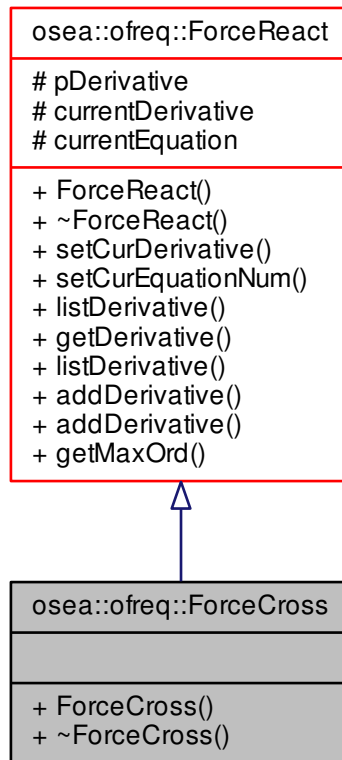 osea::ofreq::ForceReact
# pDerivative
# currentDerivative
# currentEquation
+ ForceReact()
+ ~ForceReact()
+ setCurDerivative()
+ setCurEquationNum()
+ listDerivative()
+ getDerivative()
+ listDerivative()
+ addDerivative()
+ addDerivative()
+ getMaxOrd()
osea::ofreq::ForceCross
+ ForceCross()
+ ~ForceCross()